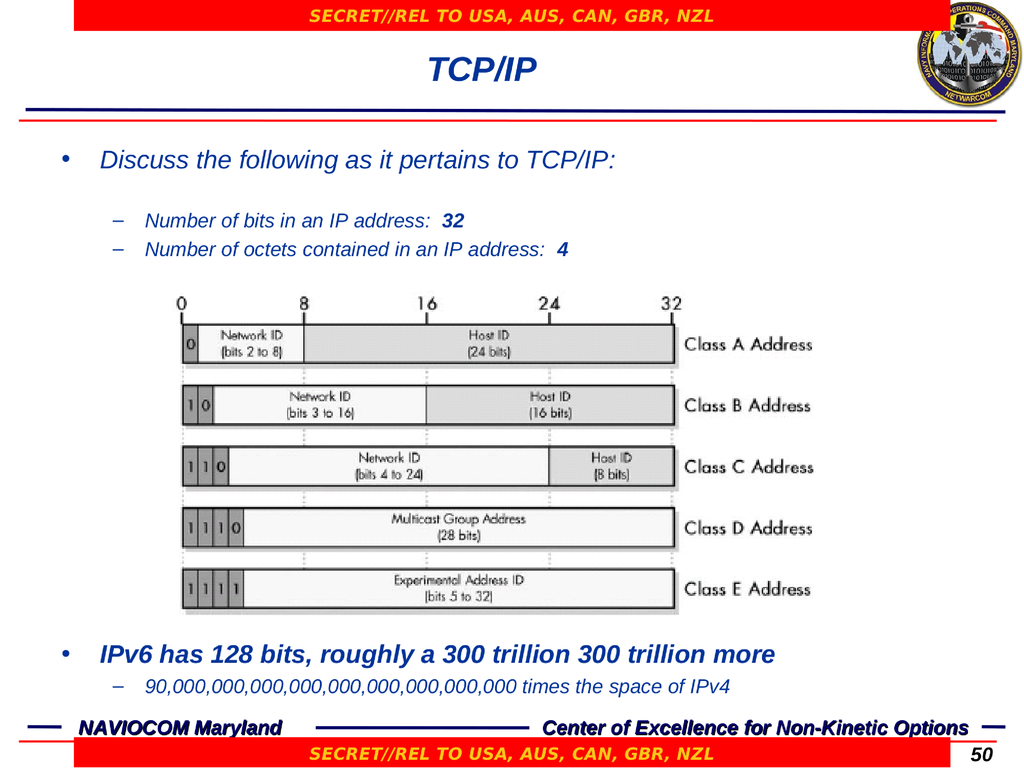 SECRET//REL TO USA, AUS, CAN, GBR, NZL
TCP/IP
NETWARCOM
• Discuss the following as it pertains to TCP/IP:
– Number of bits in an IP address: 32
– Number of octets contained in an IP address: 4
0 8 16 24 32
0 Network ID (bits 2 to 8) Host ID (24 bits) Class A Address
1 0 Network ID (bits 3 to 16) Host ID (16 bits) Class B Address
1 1 0 Network ID (bits 4 to 24) Host ID (8 bits) Class C Address
1 1 1 0 Multicast Group Address (28 bits) Class D Address
1 1 1 1 Experimental Address ID (bits 5 to 32) Class E Address
• IPv6 has 128 bits, roughly a 300 trillion 300 trillion more
– 90,000,000,000,000,000,000,000,000,000 times the space of IPv4
NAVIOCOM Maryland Center of Excellence for Non-Kinetic Options
SECRET//REL TO USA, AUS, CAN, GBR, NZL 50